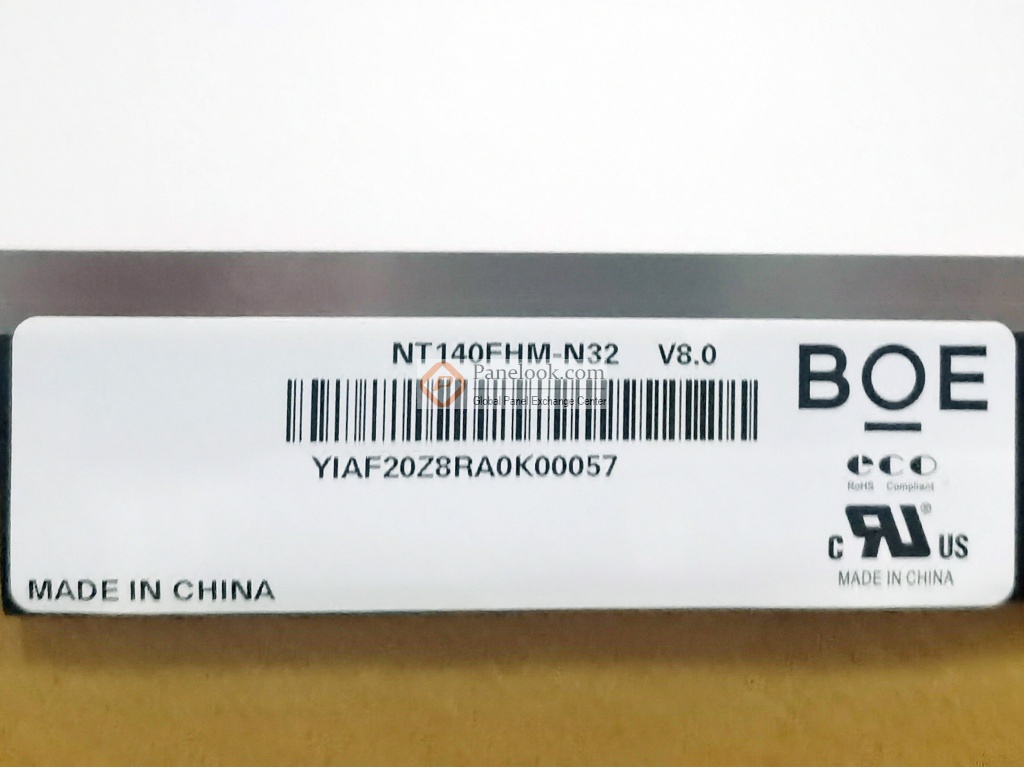 NT140FHM-N32 V8.0
Panelook.com
Global Panel Exchange Center
YIAF20Z8RA0K00057
MADE IN CHINA
BOE
eco
RoHS Compliant
C RU ® US
MADE IN CHINA